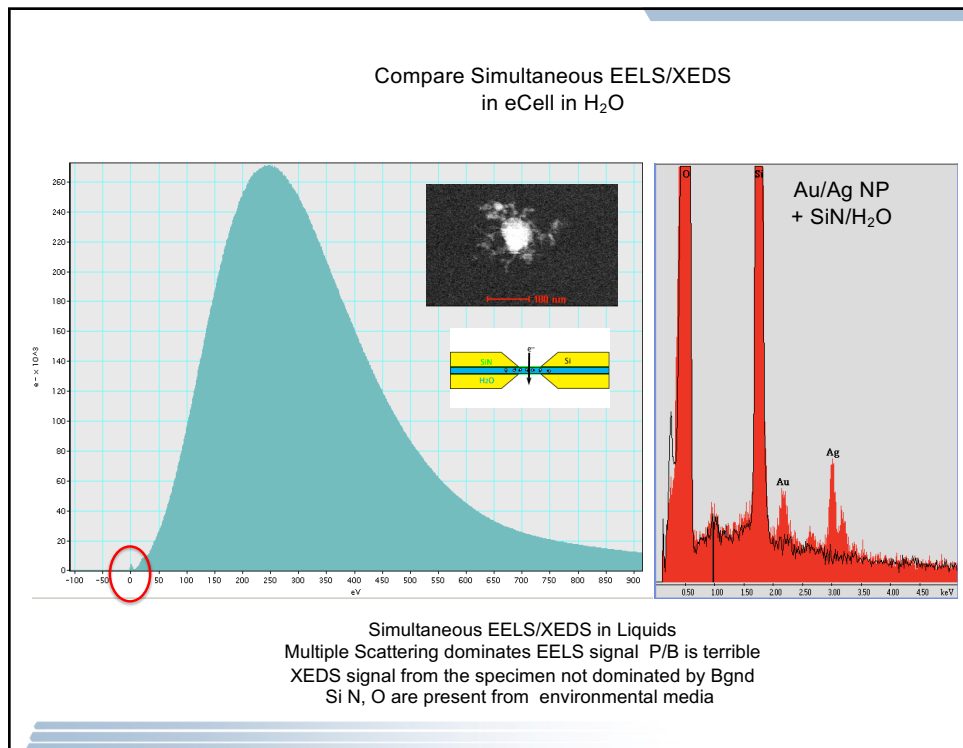 Compare Simultaneous EELS/XEDS
in eCell in H₂O
e- x 10^3
260
240
220
200
180
160
140
120
100
80
60
40
20
0
-100 -50 0 50 100 150 200 250 300 350 400 450 500 550 600 650 700 750 800 850 900
eV
100 nm
e⁻
SiN
Si
H₂O
O
Si
Au/Ag NP
+ SiN/H₂O
Au
Ag
0.50 1.00 1.50 2.00 2.50 3.00 3.50 4.00 4.50 keV
Simultaneous EELS/XEDS in Liquids
Multiple Scattering dominates EELS signal P/B is terrible
XEDS signal from the specimen not dominated by Bgnd
Si N, O are present from environmental media